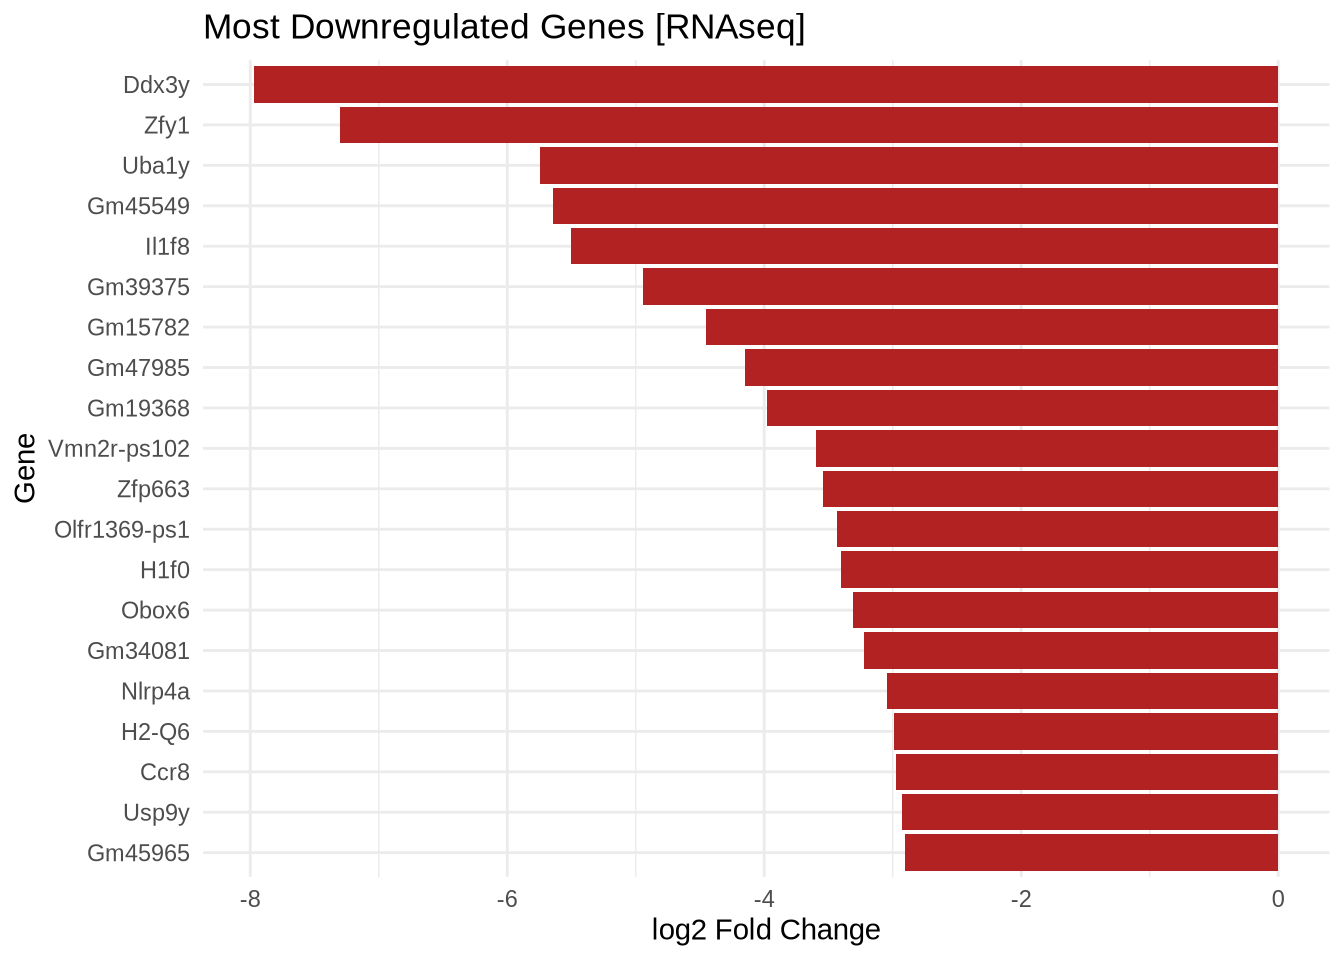 Most Downregulated Genes [RNAseq]
Ddx3y
Zfy1
Uba1y
Gm45549
Il1f8
Gm39375
Gm15782
Gm47985
Gm19368
Vmn2r-ps102
Zfp663
Olfr1369-ps1
H1f0
Obox6
Gm34081
Nlrp4a
H2-Q6
Ccr8
Usp9y
Gm45965
Gene
-8 -6 -4 -2 0
log2 Fold Change